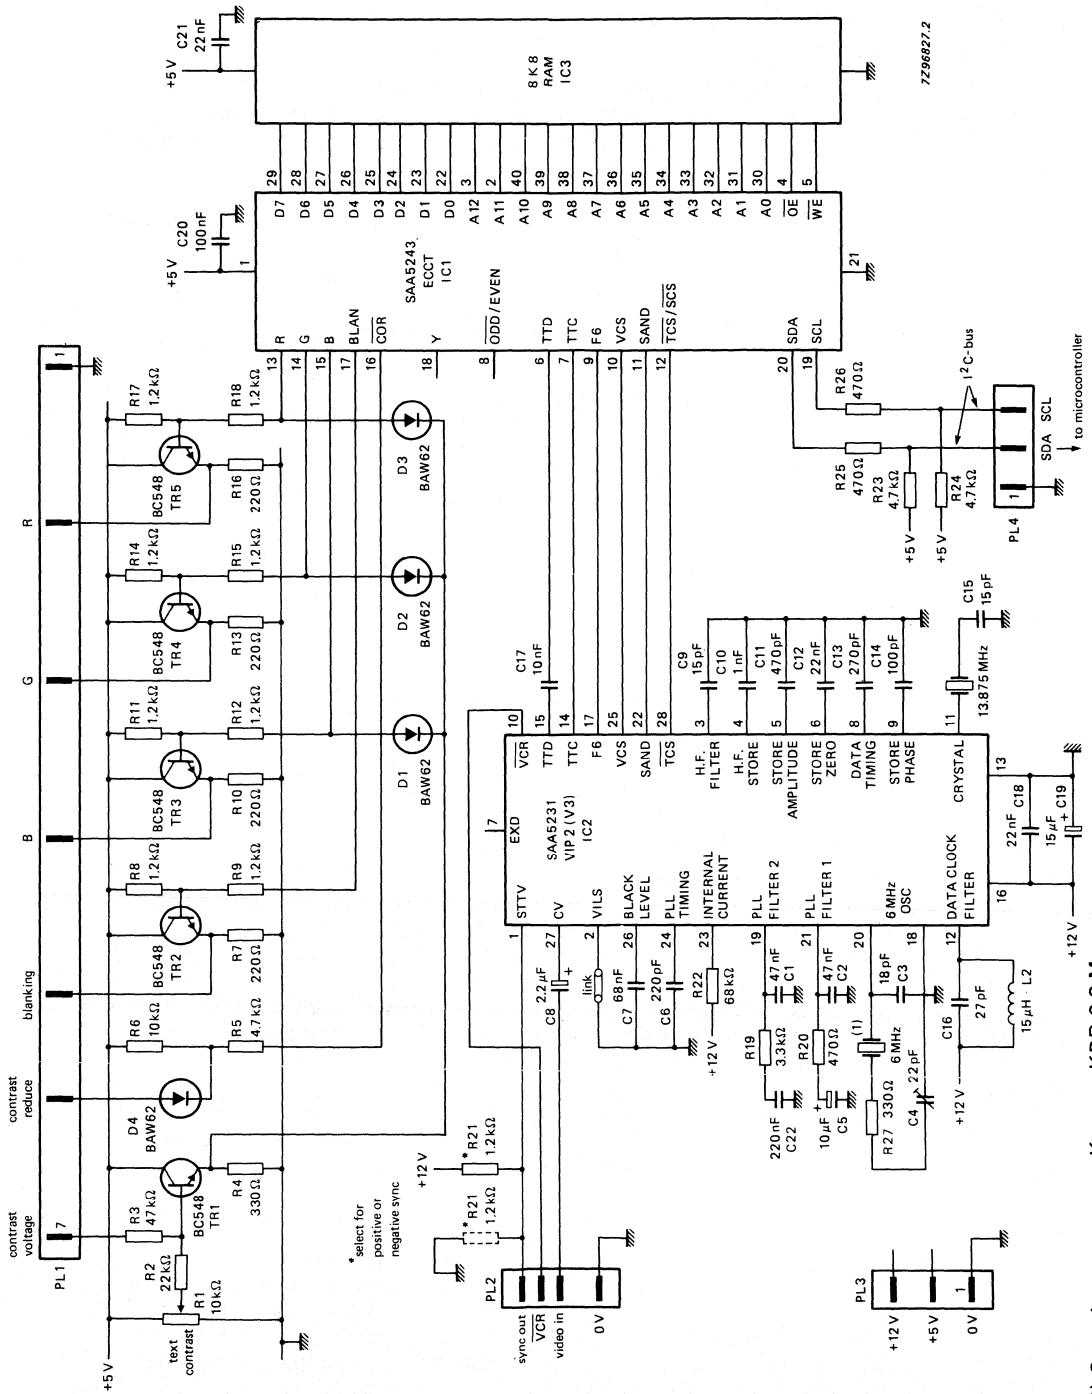 PL1
contrast
voltage
7
contrast
reduce
blanking
B
G
R
1
+5 V
text
contrast
R1
10 kΩ
R2
22 kΩ
R3
47 kΩ
BC548
TR1
R4
330 Ω
D4
BAW62
R6
10 kΩ
R5
4.7 kΩ
BC548
TR2
R7
220 Ω
R8
1.2 kΩ
R9
1.2 kΩ
BC548
TR3
R10
220 Ω
R11
1.2 kΩ
R12
1.2 kΩ
BC548
TR4
R13
220 Ω
R14
1.2 kΩ
R15
1.2 kΩ
BC548
TR5
R16
220 Ω
R17
1.2 kΩ
R18
1.2 kΩ
D1
BAW62
D2
BAW62
D3
BAW62
+5 V
C20
100 nF
+5 V
C21
22 nF
1
SAA5243
ECCT
IC1
13 R
14 G
15 B
17 BLAN
16 COR
18 Y
8 ODD / EVEN
6 TTD
7 TTC
9 F6
10 VCS
11 SAND
12 TCS / SCS
20 SDA
19 SCL
21
D7 29
D6 28
D5 27
D4 26
D3 25
D2 24
D1 23
D0 22
A12 3
A11 2
A10 40
A9 39
A8 38
A7 37
A6 36
A5 35
A4 34
A3 33
A2 32
A1 31
A0 30
OE 4
WE 5
8 K 8
RAM
IC3
7Z96827.2
* select for
positive or
negative sync
+12 V
* R21
1.2 kΩ
* R21
1.2 kΩ
PL2
sync out
VCR
video in
0 V
PL3
+12 V
+5 V
0 V
1
C8
2.2 μF
+
link
C7
68 nF
C6
220 pF
R22
68 kΩ
+12 V
C1
47 nF
R19
3.3 kΩ
220 nF
C22
C2
47 nF
R20
470 Ω
10 μF
+
C5
(1)
6 MHz
18 pF
C3
R27
330 Ω
C4
22 pF
C16
27 pF
15 μH
L2
+12 V
7 EXD
SAA5231
VIP 2 (V3)
IC2
1 STTV
27 CV
2 VILS
26 BLACK
LEVEL
24 PLL
TIMING
23 INTERNAL
CURRENT
19 PLL
FILTER 2
21 PLL
FILTER 1
20 6 MHz
18 OSC
12 DATA CLOCK
FILTER
VCR 10
TTD 15
TTC 14
F6 17
VCS 25
SAND 22
TCS 28
H.F.
FILTER 3
H.F.
STORE 4
STORE
AMPLITUDE 5
STORE
ZERO 6
DATA
TIMING 8
STORE
PHASE 9
CRYSTAL 11
16
13
C17
10 nF
C9
15 pF
C10
1 nF
C11
470 pF
C12
22 nF
C13
270 pF
C14
100 pF
13.875 MHz
C15
15 pF
22 nF
C18
15 μF
+
C19
+12 V
R25
470 Ω
R26
470 Ω
R23
4.7 kΩ
R24
4.7 kΩ
+5 V
+5 V
I²C-bus
PL4
1
SDA
SCL
to microcontroller